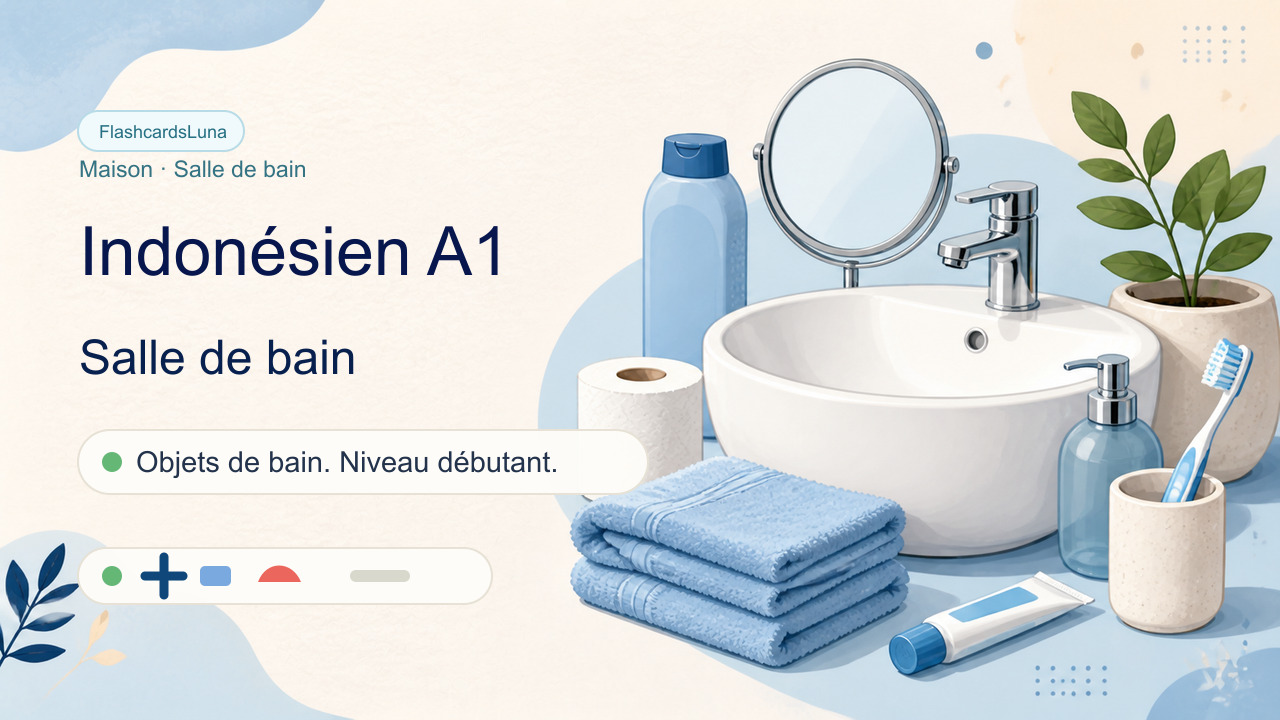 FlashcardsLuna
Maison · Salle de bain
Indonésien A1
Salle de bain
Objets de bain. Niveau débutant.